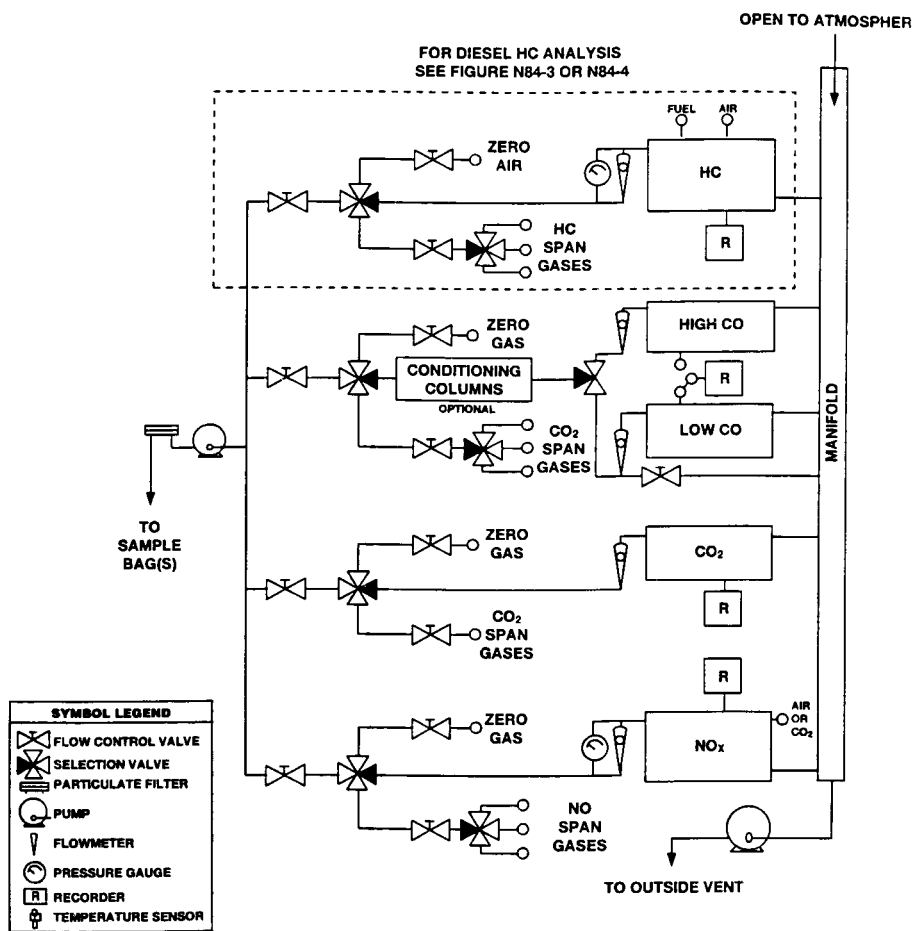 OPEN TO ATMOSPHER
FOR DIESEL HC ANALYSIS
SEE FIGURE N84-3 OR N84-4
FUEL
AIR
ZERO
AIR
HC
R
HC
SPAN
GASES
ZERO
GAS
HIGH CO
CONDITIONING
COLUMNS
OPTIONAL
R
LOW CO
CO₂
SPAN
GASES
MANIFOLD
TO
SAMPLE
BAG(S)
ZERO
GAS
CO₂
R
CO₂
SPAN
GASES
R
ZERO
GAS
AIR
OR
CO₂
NOx
NO
SPAN
GASES
TO OUTSIDE VENT
SYMBOL LEGEND
FLOW CONTROL VALVE
SELECTION VALVE
PARTICULATE FILTER
PUMP
FLOWMETER
PRESSURE GAUGE
R RECORDER
TEMPERATURE SENSOR